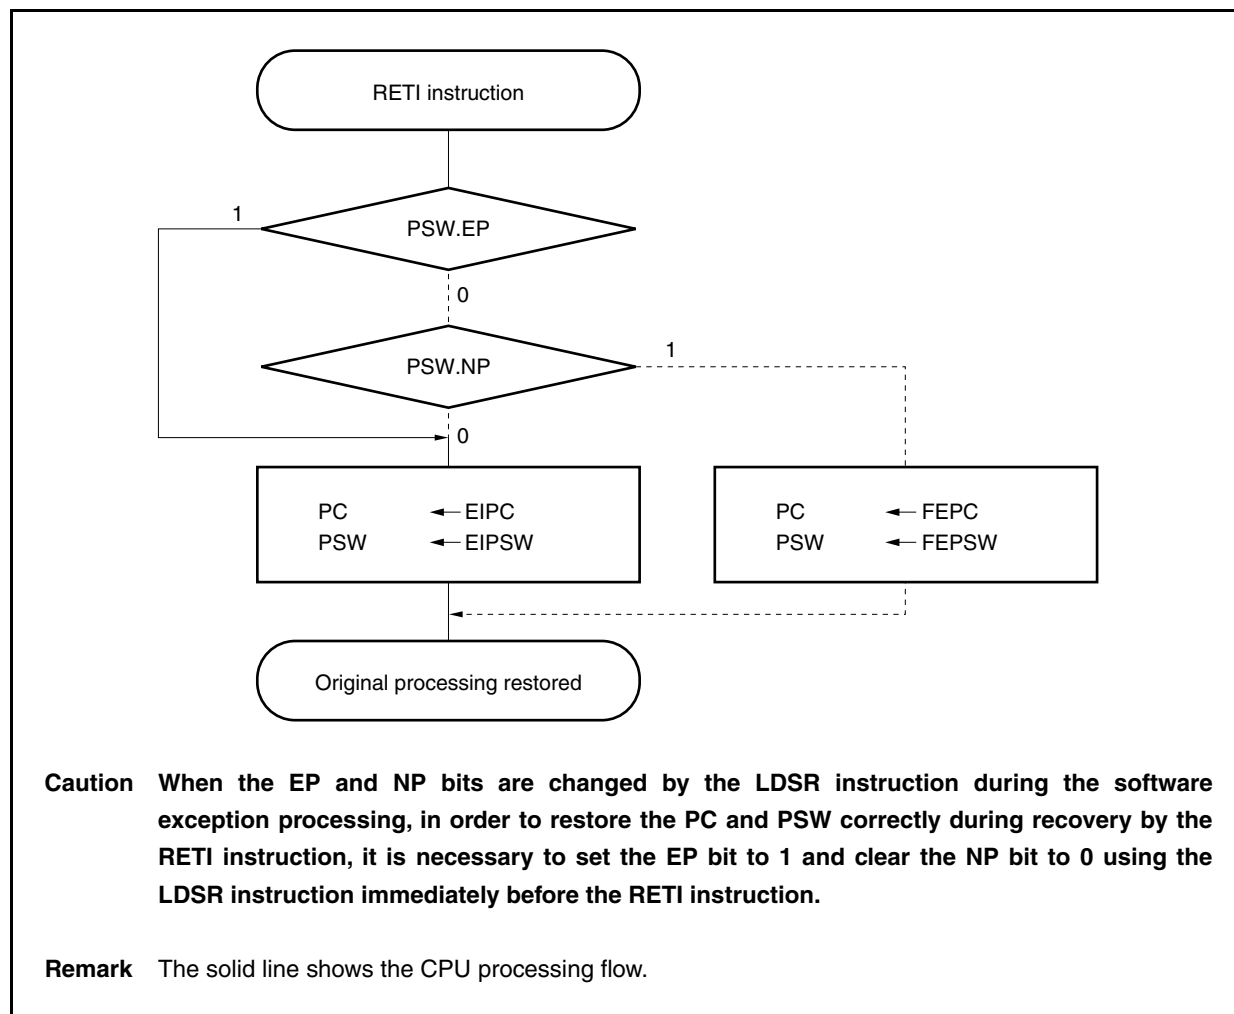 RETI instruction
1
PSW.EP
0
1
PSW.NP
0
PC ← EIPC
PSW ← EIPSW
PC ← FEPC
PSW ← FEPSW
Original processing restored
Caution When the EP and NP bits are changed by the LDSR instruction during the software
exception processing, in order to restore the PC and PSW correctly during recovery by the
RETI instruction, it is necessary to set the EP bit to 1 and clear the NP bit to 0 using the
LDSR instruction immediately before the RETI instruction.
Remark The solid line shows the CPU processing flow.